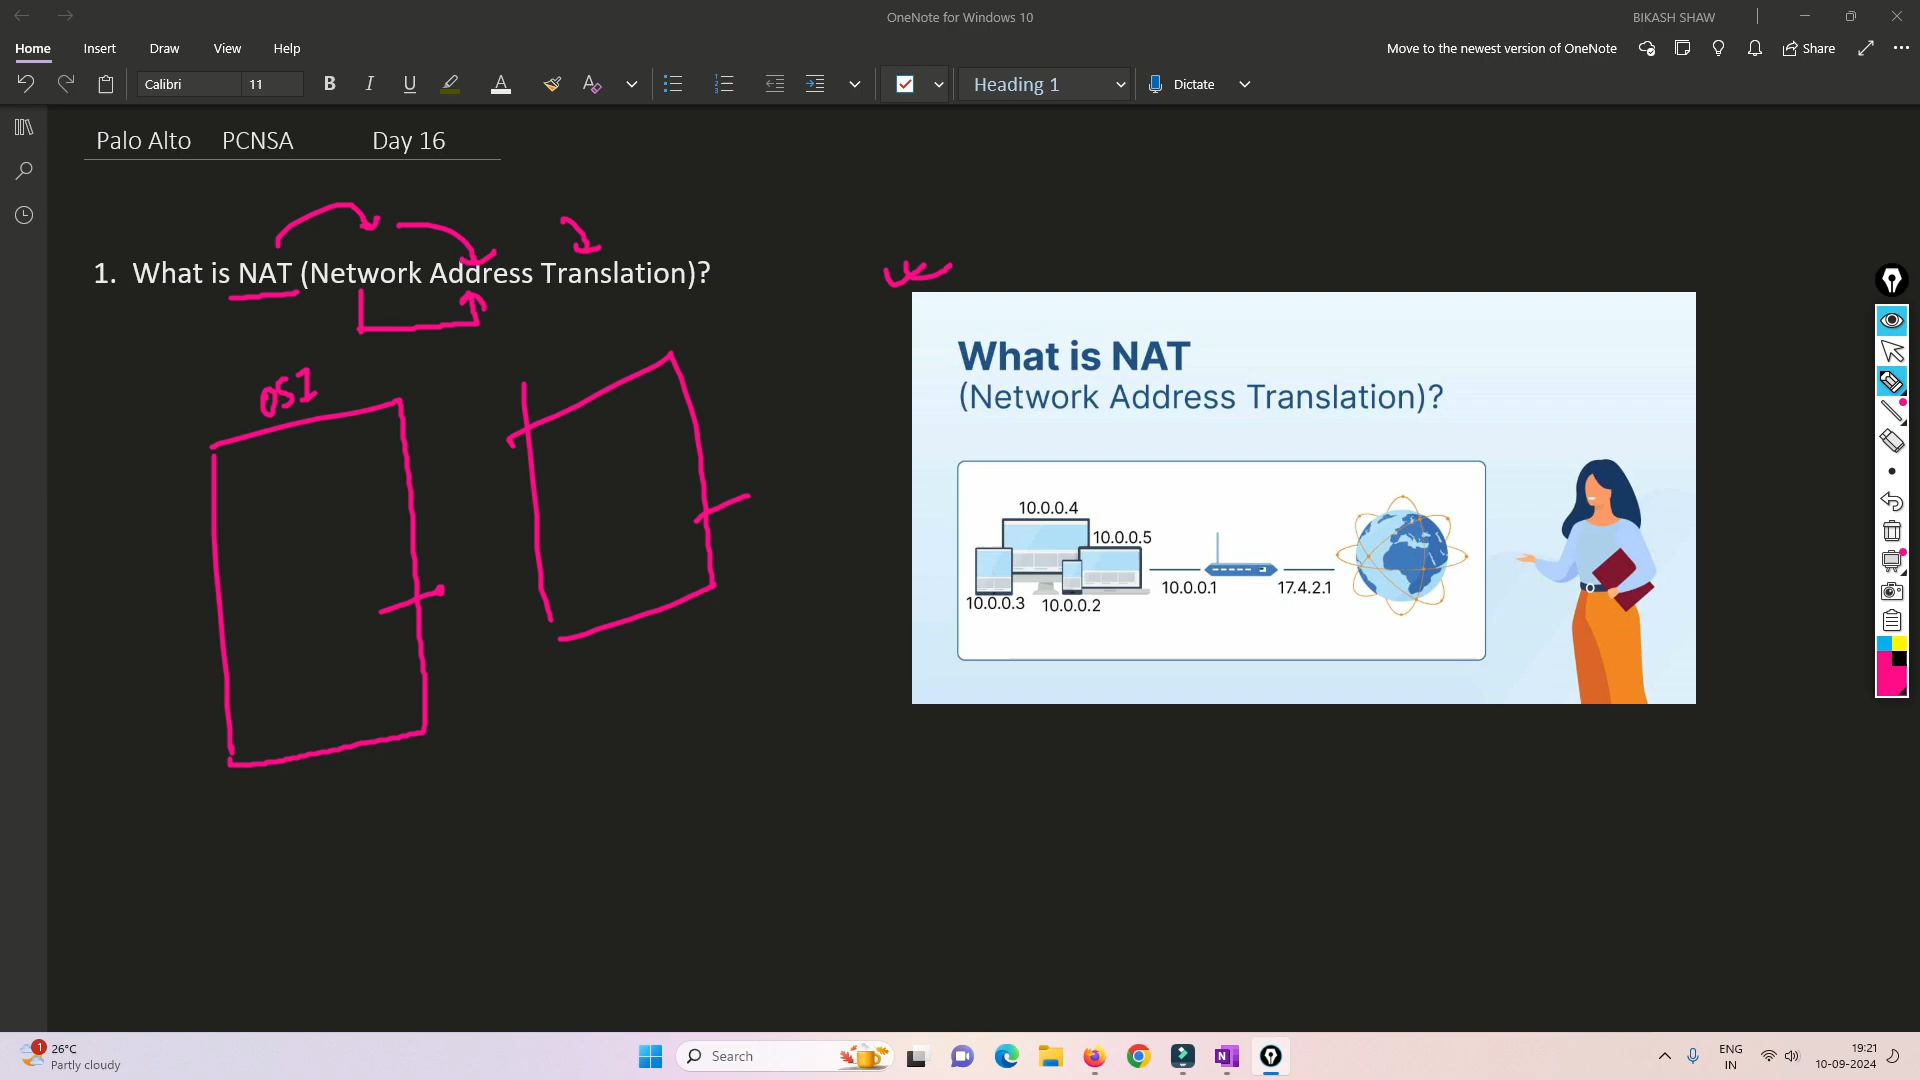 OneNote for Windows 10
BIKASH SHAW
Home Insert Draw View Help
Move to the newest version of OneNote
Share
Calibri 11
B I U A A
Heading 1
Dictate
Palo Alto PCNSA Day 16
1. What is NAT (Network Address Translation)?
OSI
What is NAT
(Network Address Translation)?
10.0.0.4
10.0.0.5
10.0.0.3
10.0.0.2
10.0.0.1
17.4.2.1
1
26°C
Partly cloudy
Search
ENG
IN
19:21
10-09-2024